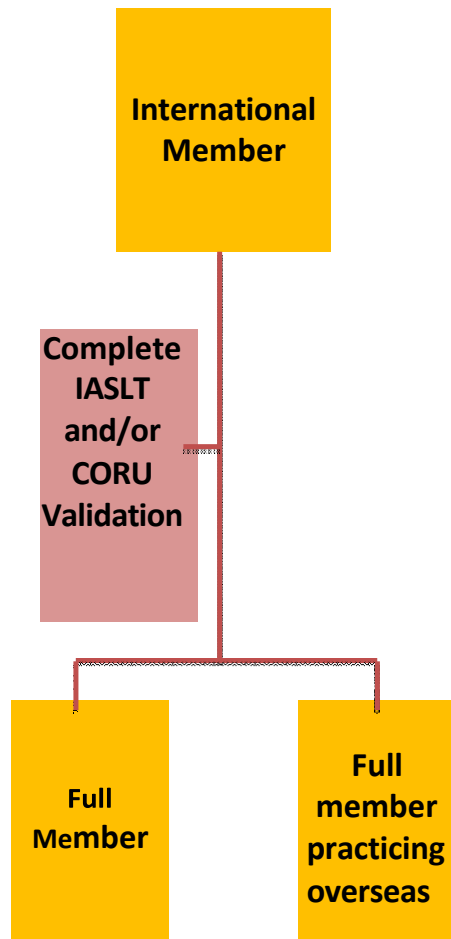 International
Member
Complete
IASLT
and/or
CORU
Validation
Full
Member
Full
member
practicing
overseas